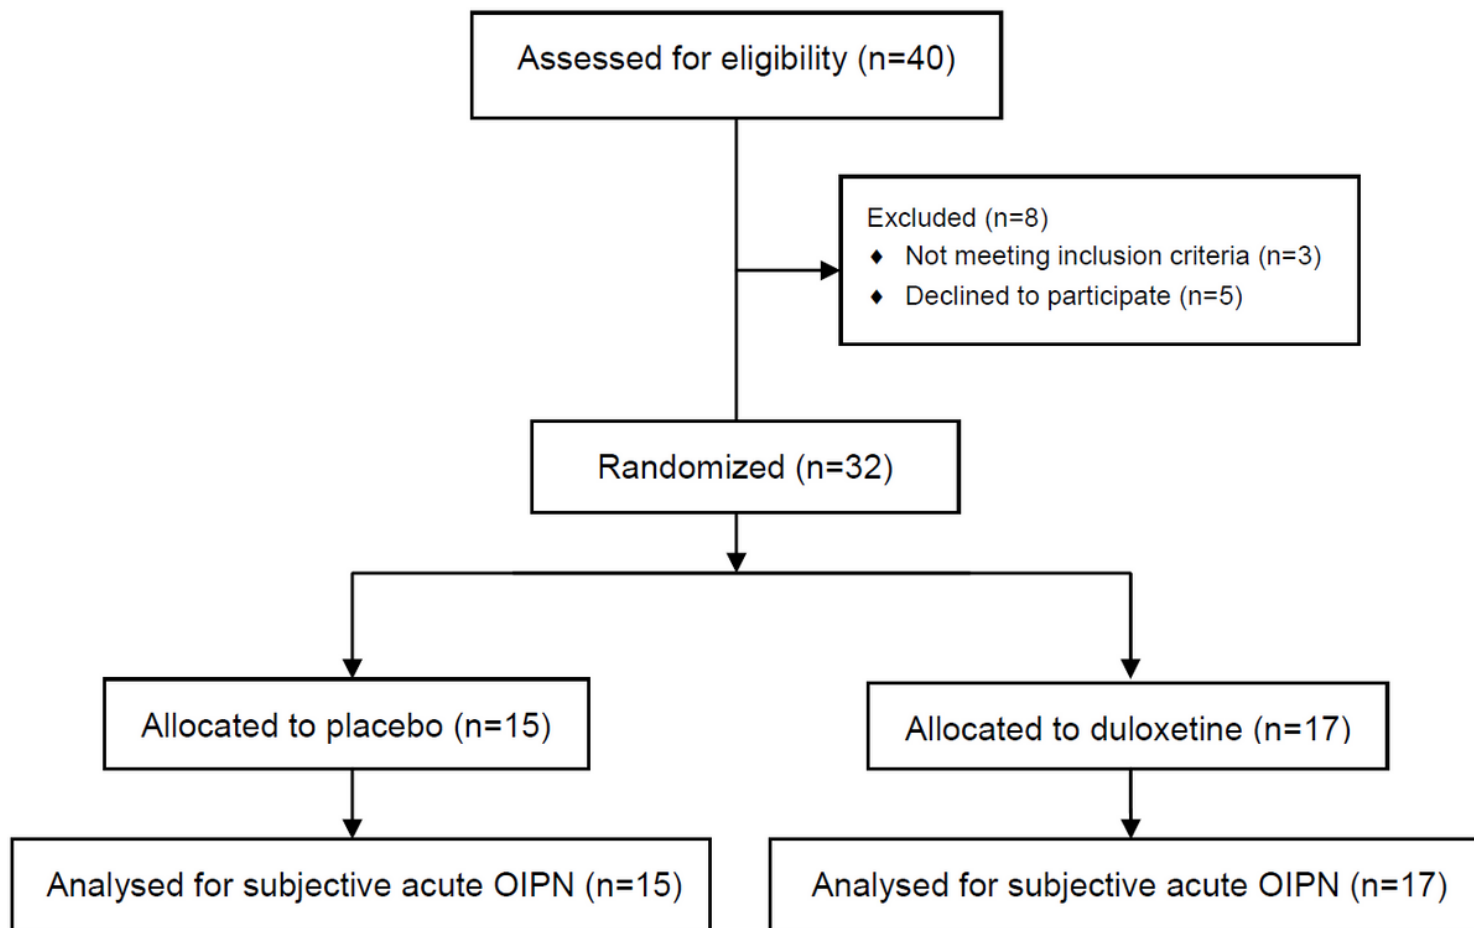 Assessed for eligibility (n=40)
Excluded (n=8)
♦ Not meeting inclusion criteria (n=3)
♦ Declined to participate (n=5)
Randomized (n=32)
Allocated to placebo (n=15)
Allocated to duloxetine (n=17)
Analysed for subjective acute OIPN (n=15)
Analysed for subjective acute OIPN (n=17)